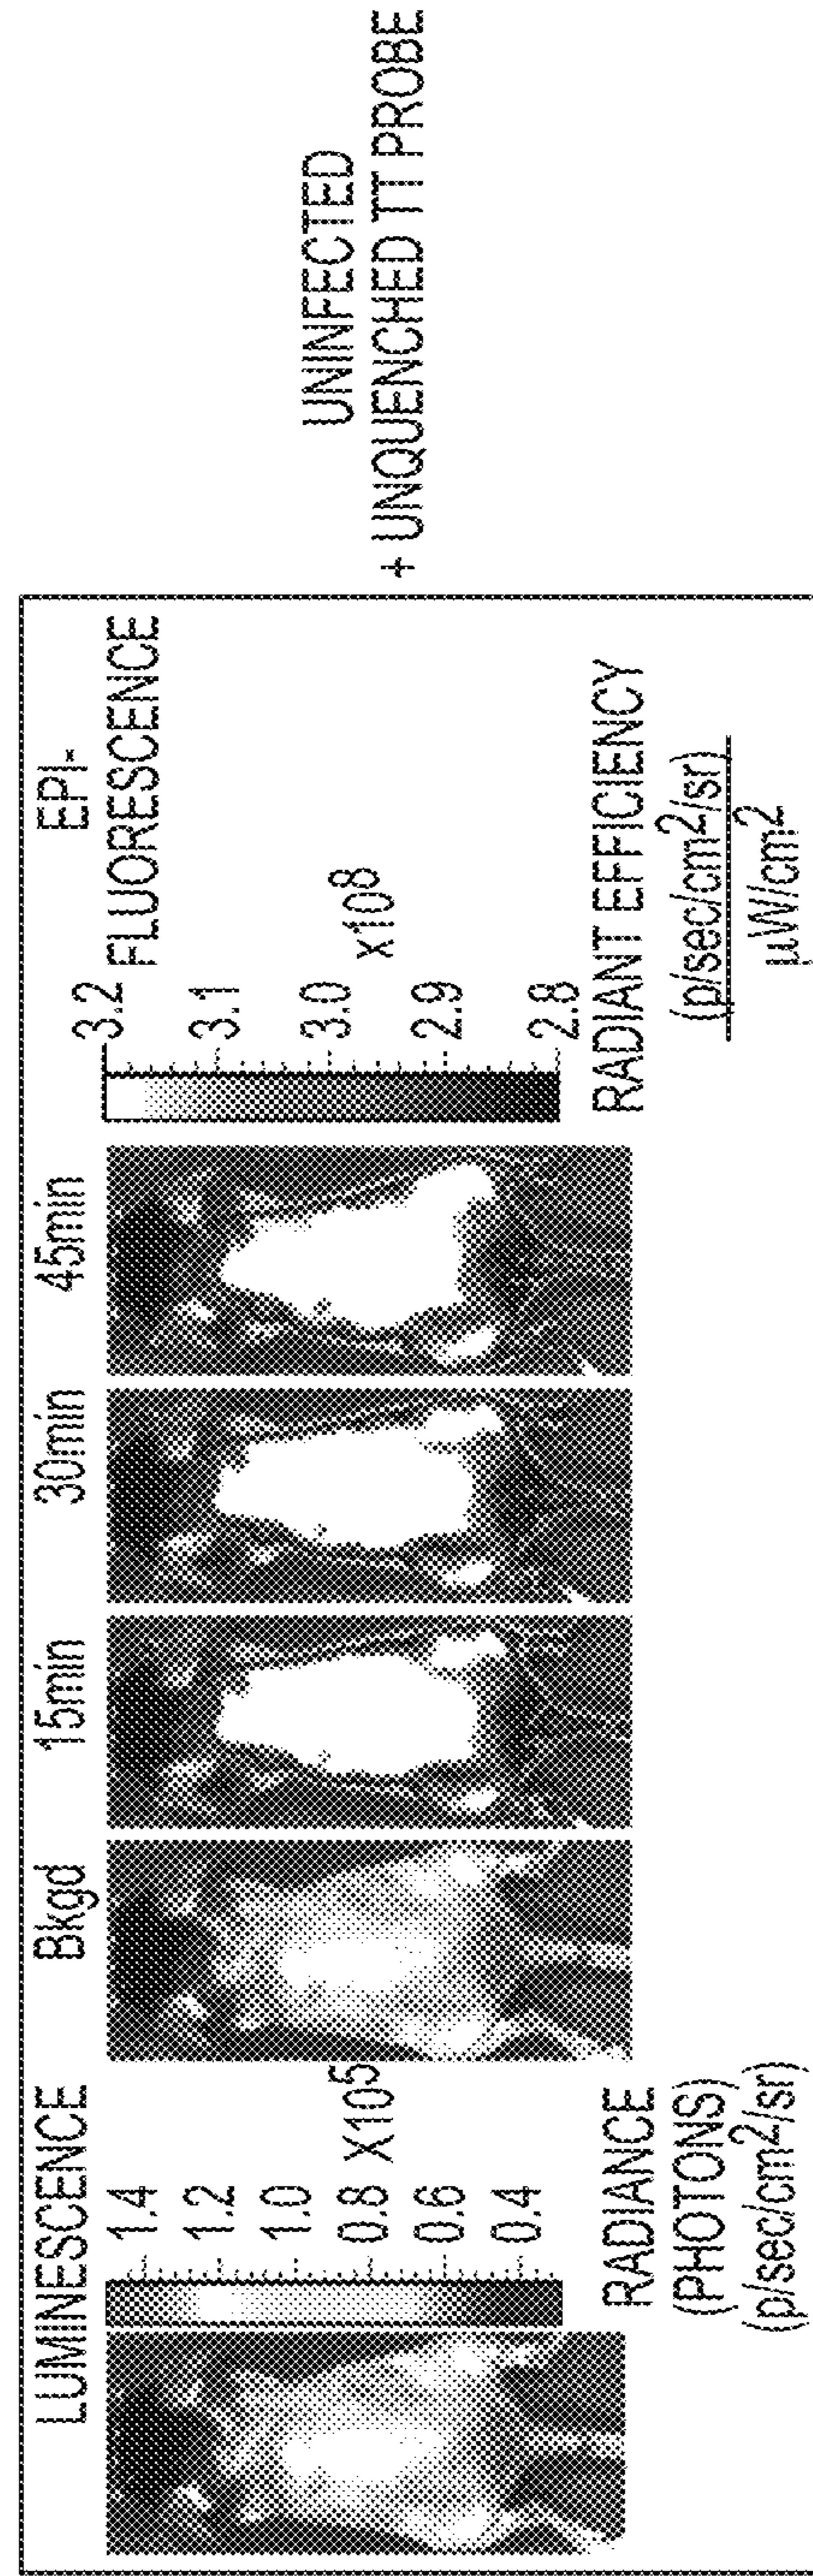 LUMINESCENCE
1.4
1.2
1.0
0.8
0.6
0.4
X10⁵
RADIANCE
(PHOTONS)
(p/sec/cm²/sr)
Bkgd
15min
30min
45min
3.2
3.1
3.0
2.9
2.8
x10⁸
EPI-
FLUORESCENCE
RADIANT EFFICIENCY
(p/sec/cm²/sr)
µW/cm²
UNINFECTED
+ UNQUENCHED TT PROBE